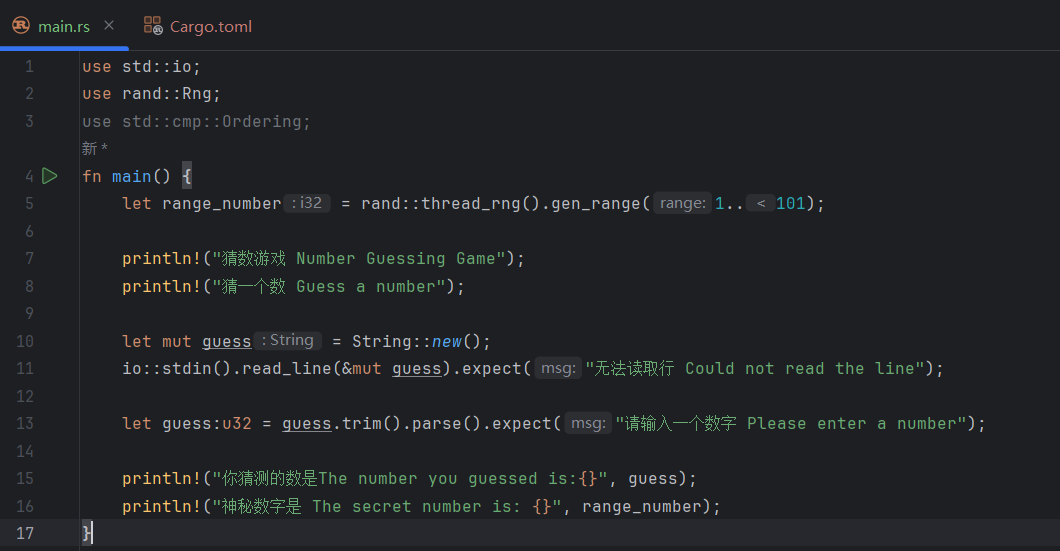 main.rs × Cargo.toml
1 use std::io;
2 use rand::Rng;
3 use std::cmp::Ordering;
新 *
4 fn main() {
5 let range_number : i32 = rand::thread_rng().gen_range( range: 1.. < 101);
6
7 println!("猜数游戏 Number Guessing Game");
8 println!("猜一个数 Guess a number");
9
10 let mut guess : String = String::new();
11 io::stdin().read_line(&mut guess).expect( msg: "无法读取行 Could not read the line");
12
13 let guess:u32 = guess.trim().parse().expect( msg: "请输入一个数字 Please enter a number");
14
15 println!("你猜测的数是The number you guessed is:{}", guess);
16 println!("神秘数字是 The secret number is: {}", range_number);
17 }